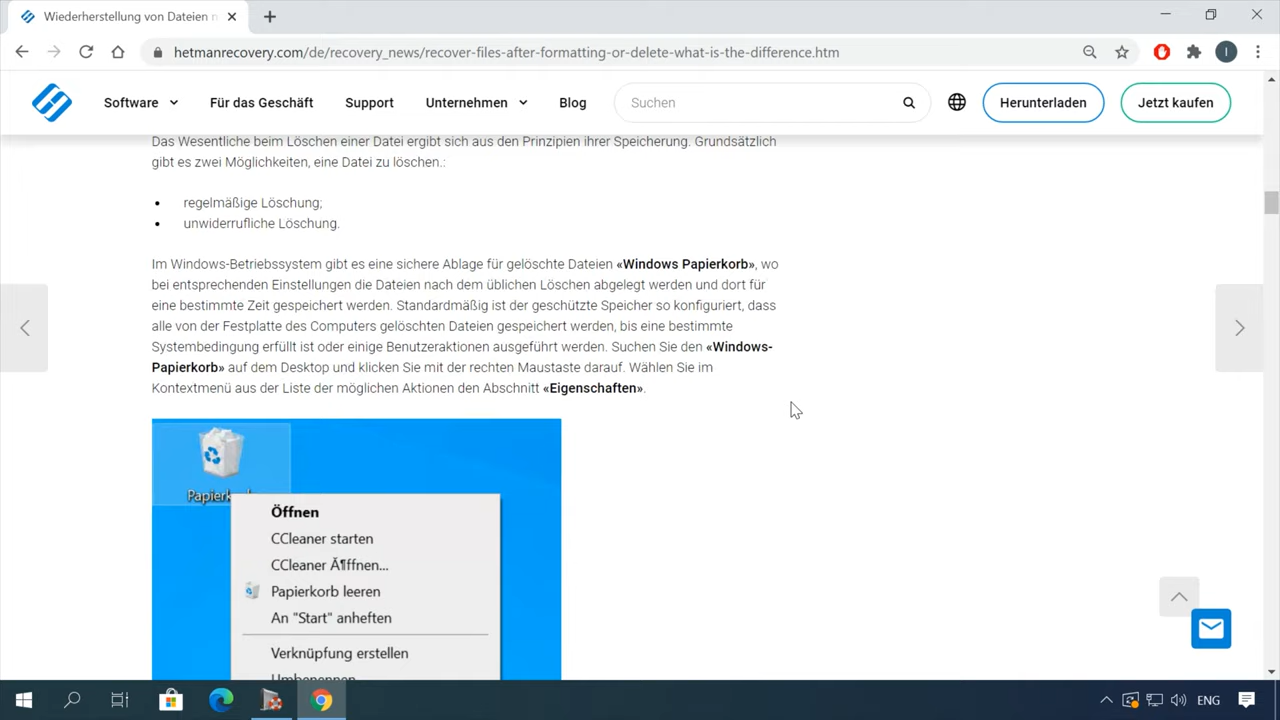 Wiederherstellung von Dateien n
hetmanrecovery.com/de/recovery_news/recover-files-after-formatting-or-delete-what-is-the-difference.htm
I
Software Für das Geschäft Support Unternehmen Blog Suchen Herunterladen Jetzt kaufen
Das Wesentliche beim Löschen einer Datei ergibt sich aus den Prinzipien ihrer Speicherung. Grundsätzlich
gibt es zwei Möglichkeiten, eine Datei zu löschen.:
• regelmäßige Löschung;
• unwiderrufliche Löschung.
Im Windows-Betriebssystem gibt es eine sichere Ablage für gelöschte Dateien «Windows Papierkorb», wo
bei entsprechenden Einstellungen die Dateien nach dem üblichen Löschen abgelegt werden und dort für
eine bestimmte Zeit gespeichert werden. Standardmäßig ist der geschützte Speicher so konfiguriert, dass
alle von der Festplatte des Computers gelöschten Dateien gespeichert werden, bis eine bestimmte
Systembedingung erfüllt ist oder einige Benutzeraktionen ausgeführt werden. Suchen Sie den «Windows-
Papierkorb» auf dem Desktop und klicken Sie mit der rechten Maustaste darauf. Wählen Sie im
Kontextmenü aus der Liste der möglichen Aktionen den Abschnitt «Eigenschaften».
Öffnen
CCleaner starten
CCleaner Ã¶ffnen...
Papierkorb leeren
An "Start" anheften
Verknüpfung erstellen
ENG